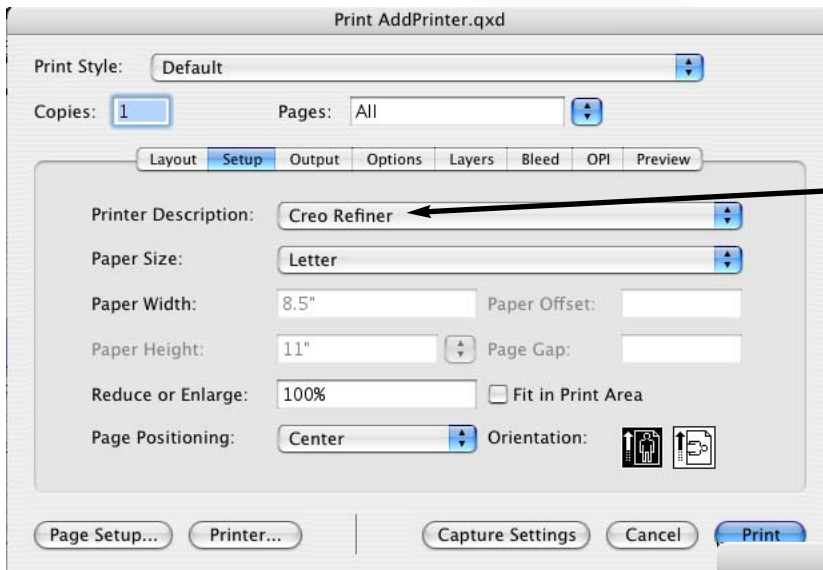 Print AddPrinter.qxd
Print Style: Default
Copies: 1 Pages: All
Layout Setup Output Options Layers Bleed OPI Preview
Printer Description: Creo Refiner
Paper Size: Letter
Paper Width: 8.5" Paper Offset:
Paper Height: 11" Page Gap:
Reduce or Enlarge: 100% Fit in Print Area
Page Positioning: Center Orientation:
Page Setup... Printer... Capture Settings Cancel Print